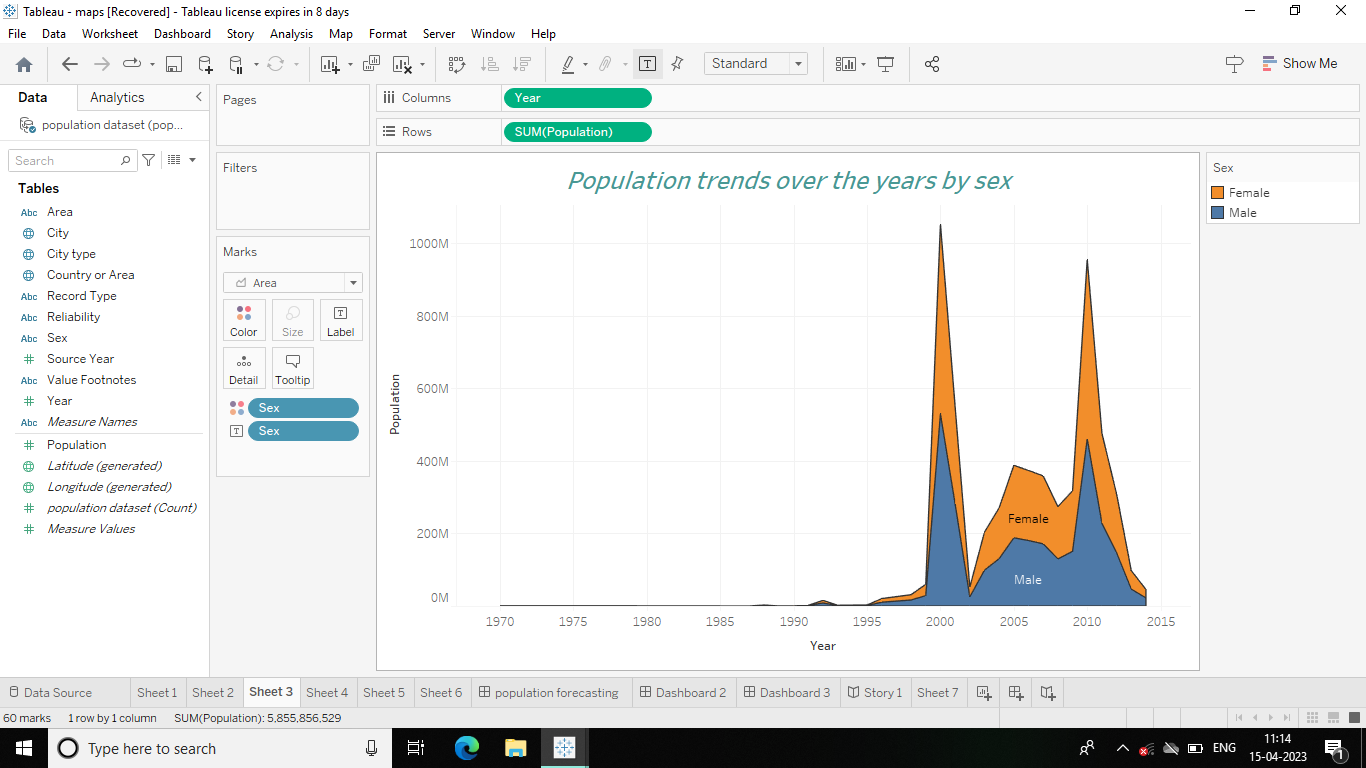 Tableau - maps [Recovered] - Tableau license expires in 8 days
File Data Worksheet Dashboard Story Analysis Map Format Server Window Help
Standard
Show Me
Data Analytics
population dataset (pop...
Search
Tables
Abc Area
City
City type
Country or Area
Abc Record Type
Abc Reliability
Abc Sex
Source Year
Abc Value Footnotes
Year
Abc Measure Names
Population
Latitude (generated)
Longitude (generated)
population dataset (Count)
Measure Values
Pages
Filters
Marks
Area
Color Size Label
Detail Tooltip
Sex
Sex
Columns Year
Rows SUM(Population)
Population trends over the years by sex
1000M
800M
600M
400M
200M
0M
Population
Female
Male
1970 1975 1980 1985 1990 1995 2000 2005 2010 2015
Year
Sex
Female
Male
Data Source Sheet 1 Sheet 2 Sheet 3 Sheet 4 Sheet 5 Sheet 6 population forecasting Dashboard 2 Dashboard 3 Story 1 Sheet 7
60 marks 1 row by 1 column SUM(Population): 5,855,856,529
Type here to search
ENG
11:14
15-04-2023
1